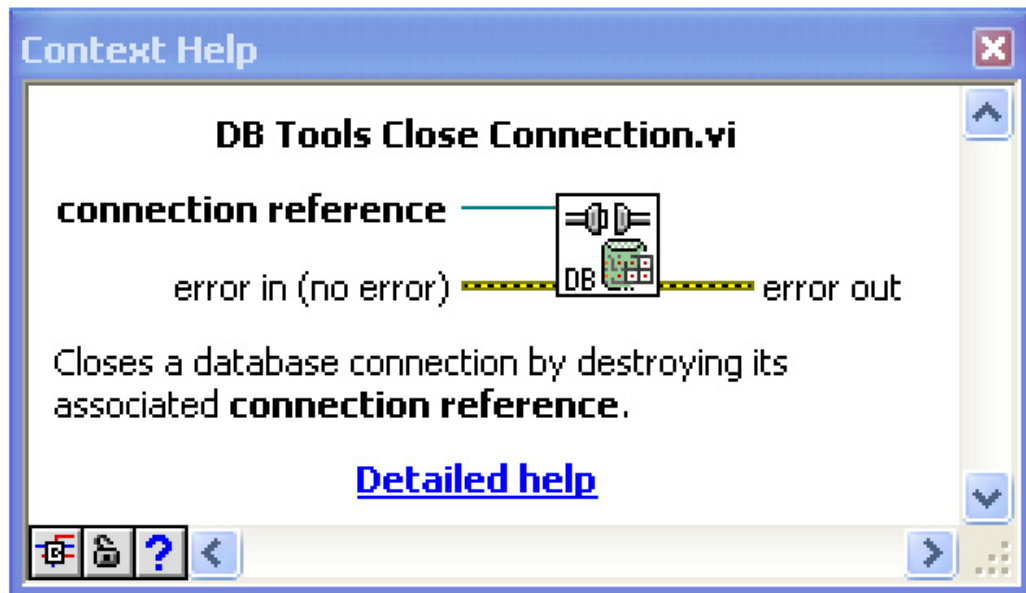 Context Help
DB Tools Close Connection.vi
connection reference
DB
error in (no error) error out
Closes a database connection by destroying its
associated connection reference.
Detailed help
?